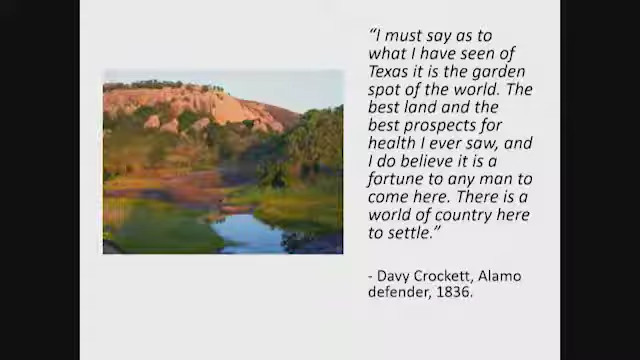 “I must say as to
what I have seen of
Texas it is the garden
spot of the world. The
best land and the
best prospects for
health I ever saw, and
I do believe it is a
fortune to any man to
come here. There is a
world of country here
to settle.”
- Davy Crockett, Alamo
defender, 1836.